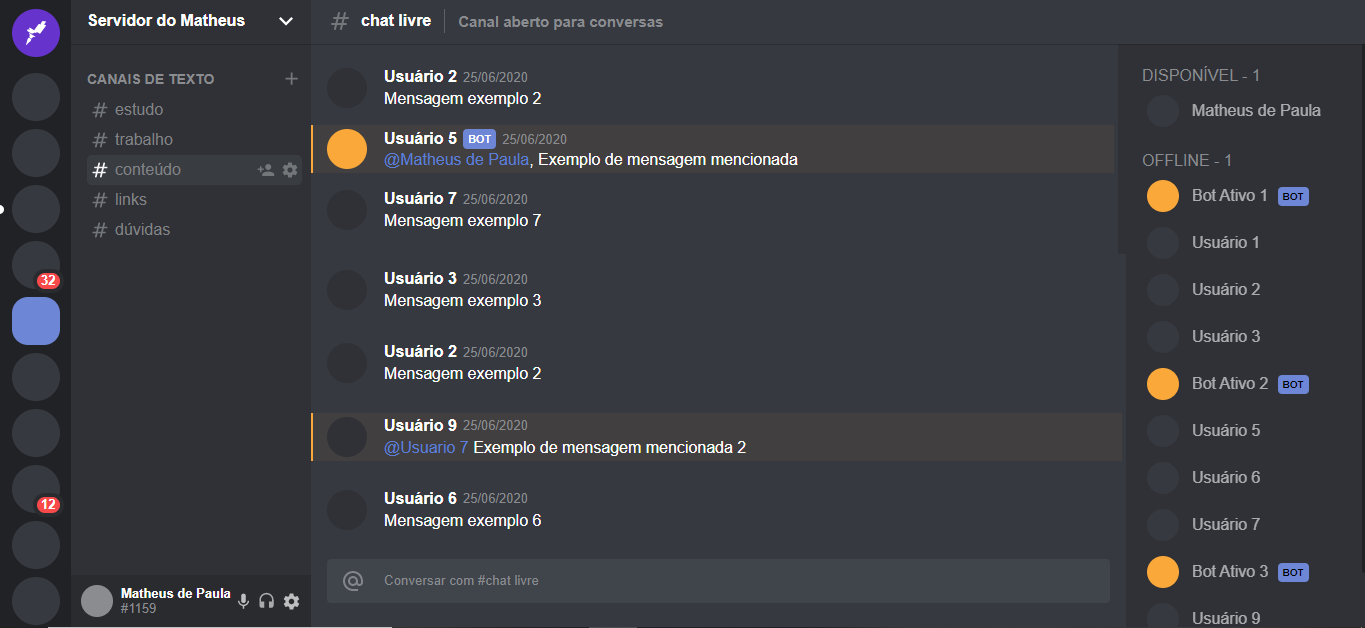 Servidor do Matheus
CANAIS DE TEXTO +
# estudo
# trabalho
# conteúdo
# links
# dúvidas
32
12
Matheus de Paula
#1159
# chat livre Canal aberto para conversas
Usuário 2 25/06/2020
Mensagem exemplo 2
Usuário 5 BOT 25/06/2020
@Matheus de Paula, Exemplo de mensagem mencionada
Usuário 7 25/06/2020
Mensagem exemplo 7
Usuário 3 25/06/2020
Mensagem exemplo 3
Usuário 2 25/06/2020
Mensagem exemplo 2
Usuário 9 25/06/2020
@Usuario 7 Exemplo de mensagem mencionada 2
Usuário 6 25/06/2020
Mensagem exemplo 6
@ Conversar com #chat livre
DISPONÍVEL - 1
Matheus de Paula
OFFLINE - 1
Bot Ativo 1 BOT
Usuário 1
Usuário 2
Usuário 3
Bot Ativo 2 BOT
Usuário 5
Usuário 6
Usuário 7
Bot Ativo 3 BOT
Usuário 9